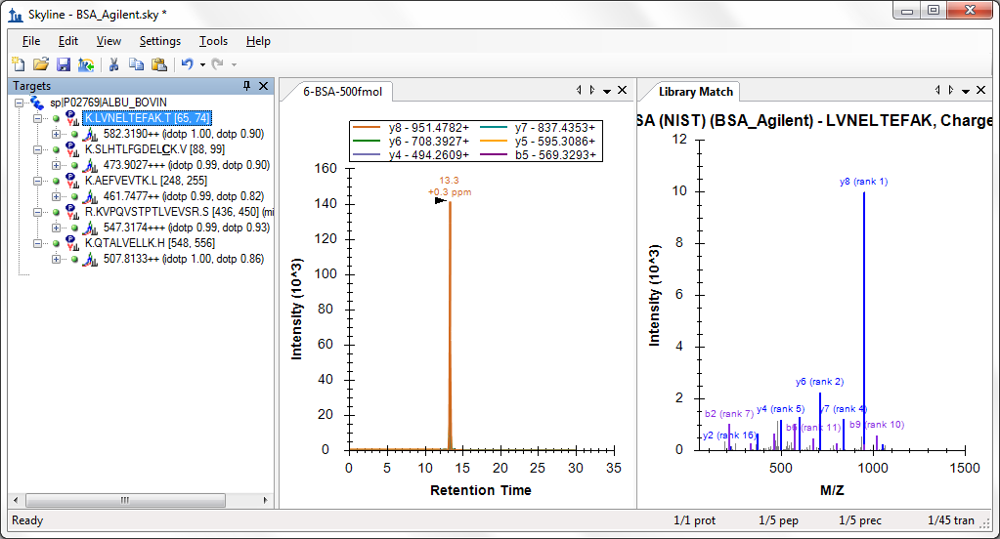 Skyline - BSA_Agilent.sky *
File Edit View Settings Tools Help
Targets
sp|P02769|ALBU_BOVIN
K.LVNELTEFAK.T [65, 74]
582.3190++ (idotp 1.00, dotp 0.90)
K.SLHTLFGDELCK.V [88, 99]
473.9027+++ (idotp 0.99, dotp 0.90)
K.AEFVEVTK.L [248, 255]
461.7477++ (idotp 0.99, dotp 0.82)
R.KVPQVSTPTLVEVSR.S [436, 450] (mi
547.3174+++ (idotp 0.99, dotp 0.93)
K.QTALVELLK.H [548, 556]
507.8133++ (idotp 1.00, dotp 0.86)
6-BSA-500fmol
y8 - 951.4782+ y7 - 837.4353+
y6 - 708.3927+ y5 - 595.3086+
y4 - 494.2609+ b5 - 569.3293+
13.3
+0.3 ppm
160
140
120
100
80
60
40
20
0
Intensity (10^3)
0 5 10 15 20 25 30 35
Retention Time
Library Match
SA (NIST) (BSA_Agilent) - LVNELTEFAK, Charge
12
10
8
6
4
2
0
Intensity (10^3)
y8 (rank 1)
y6 (rank 2)
y4 (rank 5)
y7 (rank 4)
b2 (rank 7)
(rank 11)
b9 (rank 10)
y2 (rank 16)
500 1000 1500
M/Z
Ready 1/1 prot 1/5 pep 1/5 prec 1/45 tran